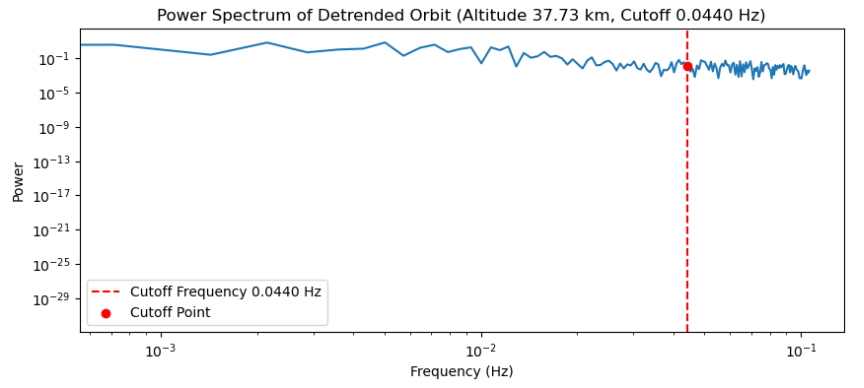 Power Spectrum of Detrended Orbit (Altitude 37.73 km, Cutoff 0.0440 Hz)
Power
10⁻¹
10⁻⁵
10⁻⁹
10⁻¹³
10⁻¹⁷
10⁻²¹
10⁻²⁵
10⁻²⁹
Cutoff Frequency 0.0440 Hz
Cutoff Point
10⁻³ 10⁻² 10⁻¹
Frequency (Hz)